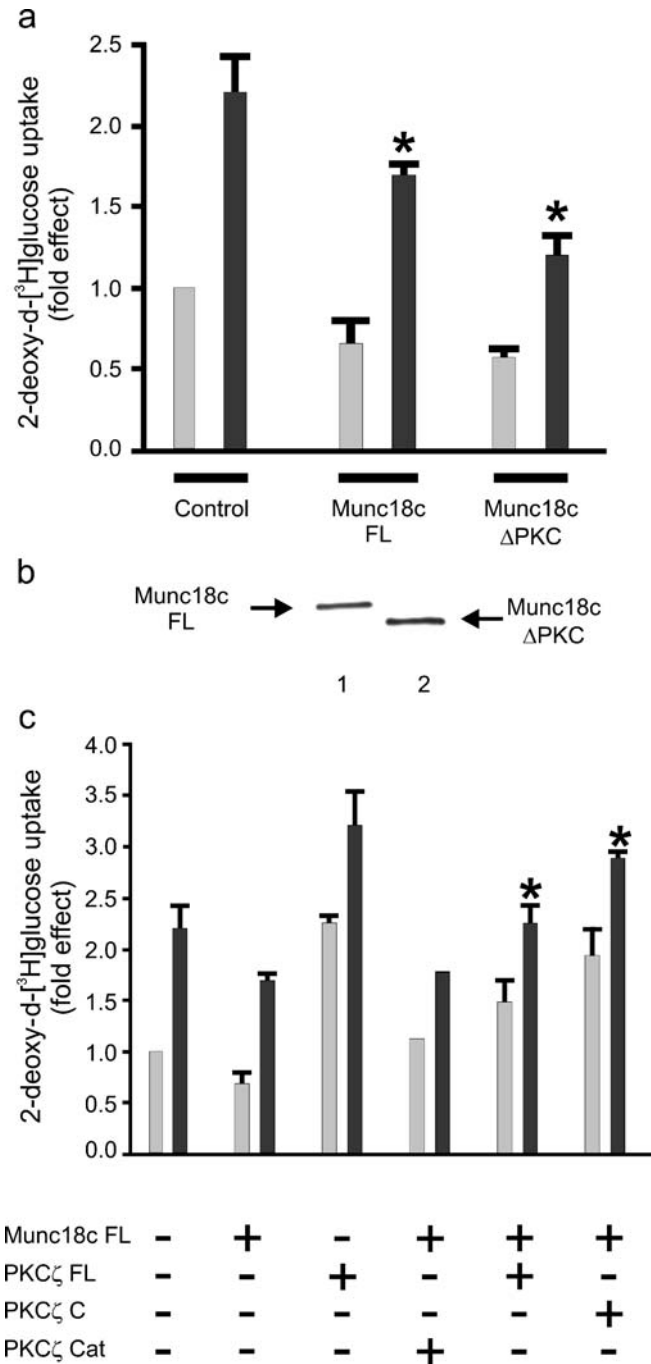 a
2-deoxy-d-[³H]glucose uptake
(fold effect)
2.5
2.0
1.5
1.0
0.5
0.0
*
*
Control
Munc18c
FL
Munc18c
ΔPKC
b
Munc18c
FL
Munc18c
ΔPKC
1 2
c
2-deoxy-d-[³H]glucose uptake
(fold effect)
4.0
3.5
3.0
2.5
2.0
1.5
1.0
0.5
0.0
*
*
Munc18c FL - + - + + +
PKCζ FL - - + - + -
PKCζ C - - - - - +
PKCζ Cat - - - + - -